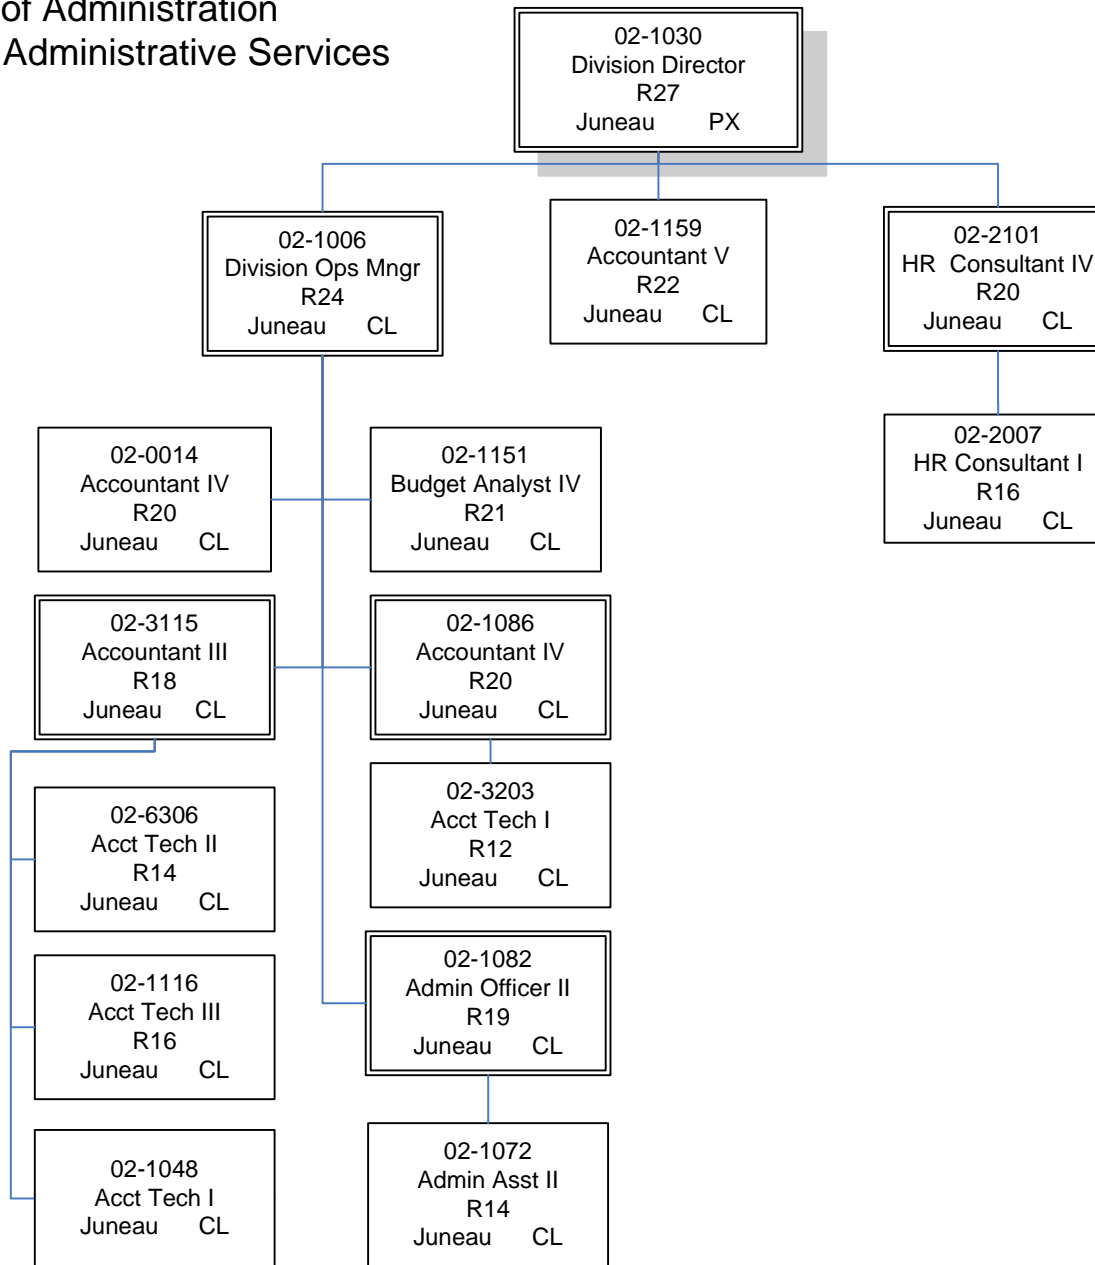 of Administration
Administrative Services
02-1030
Division Director
R27
Juneau PX
02-1006
Division Ops Mngr
R24
Juneau CL
02-1159
Accountant V
R22
Juneau CL
02-2101
HR Consultant IV
R20
Juneau CL
02-2007
HR Consultant I
R16
Juneau CL
02-0014
Accountant IV
R20
Juneau CL
02-1151
Budget Analyst IV
R21
Juneau CL
02-3115
Accountant III
R18
Juneau CL
02-1086
Accountant IV
R20
Juneau CL
02-6306
Acct Tech II
R14
Juneau CL
02-3203
Acct Tech I
R12
Juneau CL
02-1116
Acct Tech III
R16
Juneau CL
02-1082
Admin Officer II
R19
Juneau CL
02-1048
Acct Tech I
Juneau CL
02-1072
Admin Asst II
R14
Juneau CL